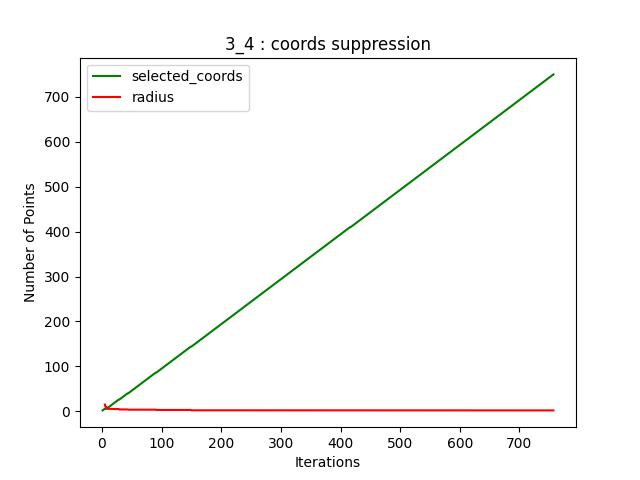 3_4 : coords suppression
selected_coords
radius
Number of Points
700
600
500
400
300
200
100
0
0 100 200 300 400 500 600 700
Iterations